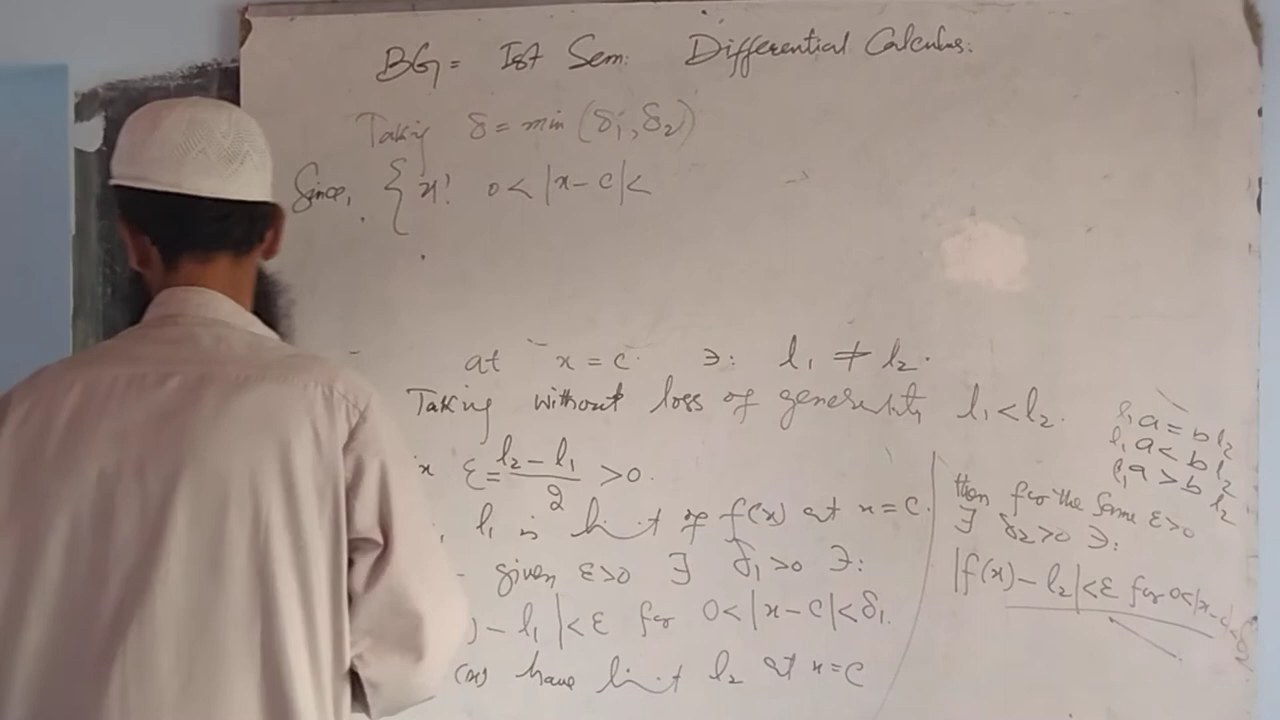 BG = Ist Sem. Differential Calculus.
Taking δ = min (δ1, δ2)
Since, { x: 0 < |x - c| <
at x = c. ∋: l1 ≠ l2.
Taking without loss of generality l1 < l2.
ε = (l2 - l1)/2 > 0.
l1 is limit of f(x) at x = c.
given ε>0 ∃ δ1>0 ∋:
) - l1 | < ε for 0 < |x - c| < δ1.
(x) have limit l2 at x = c
l1 a = b l2
l1 a < b l2
l1 a > b l2
then for the same ε>0
∃ δ2>0 ∋:
|f(x) - l2| < ε for 0<|x-c|<δ2